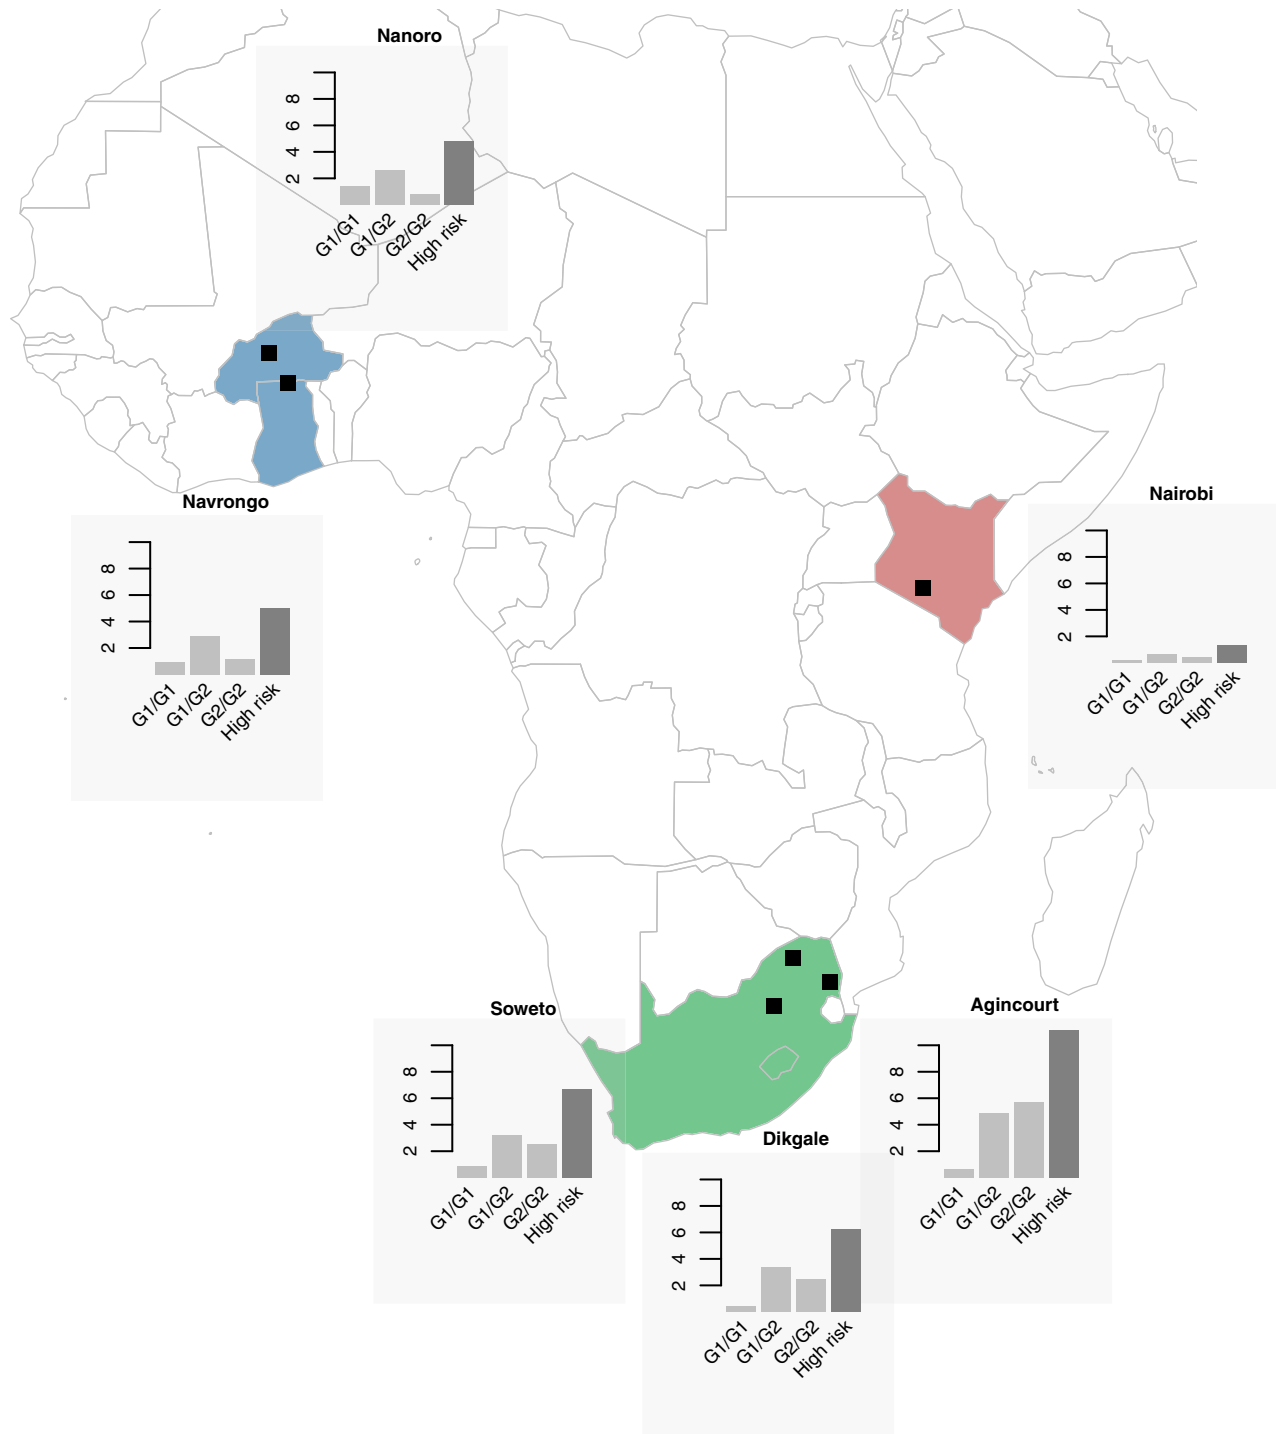 Nanoro
8
6
4
2
G1/G1
G1/G2
G2/G2
High risk
Navrongo
8
6
4
2
G1/G1
G1/G2
G2/G2
High risk
Nairobi
8
6
4
2
G1/G1
G1/G2
G2/G2
High risk
Soweto
8
6
4
2
G1/G1
G1/G2
G2/G2
High risk
Agincourt
8
6
4
2
G1/G1
G1/G2
G2/G2
High risk
Dikgale
8
6
4
2
G1/G1
G1/G2
G2/G2
High risk